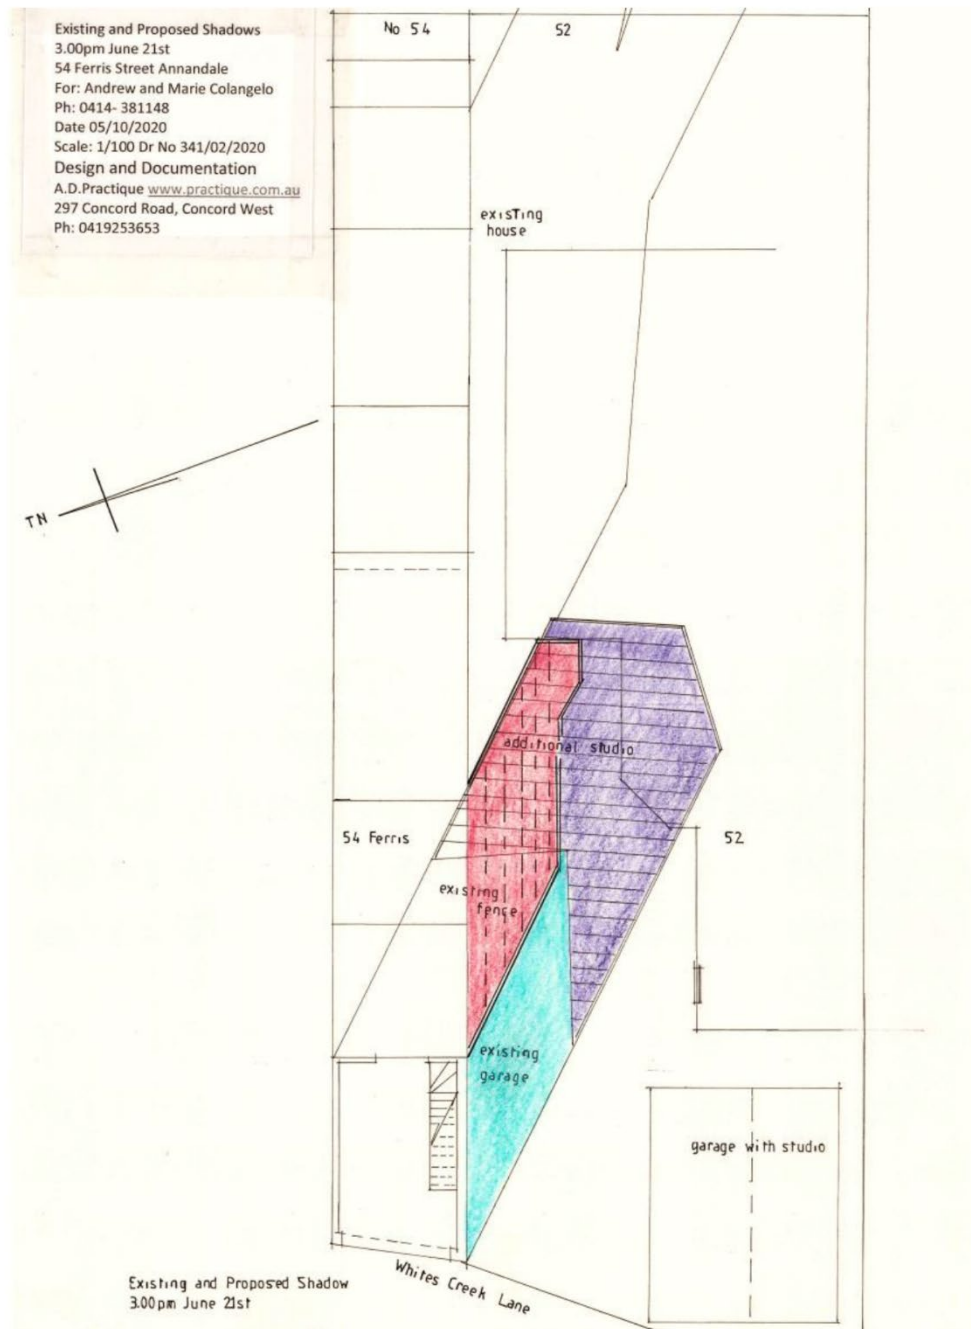 Existing and Proposed Shadows
3.00pm June 21st
54 Ferris Street Annandale
For: Andrew and Marie Colangelo
Ph: 0414- 381148
Date 05/10/2020
Scale: 1/100 Dr No 341/02/2020
Design and Documentation
A.D.Practique www.practique.com.au
297 Concord Road, Concord West
Ph: 0419253653
No 54
52
existing
house
TN
additional studio
54 Ferris
52
existing
fence
existing
garage
garage with studio
Whites Creek Lane
Existing and Proposed Shadow
3.00pm June 21st